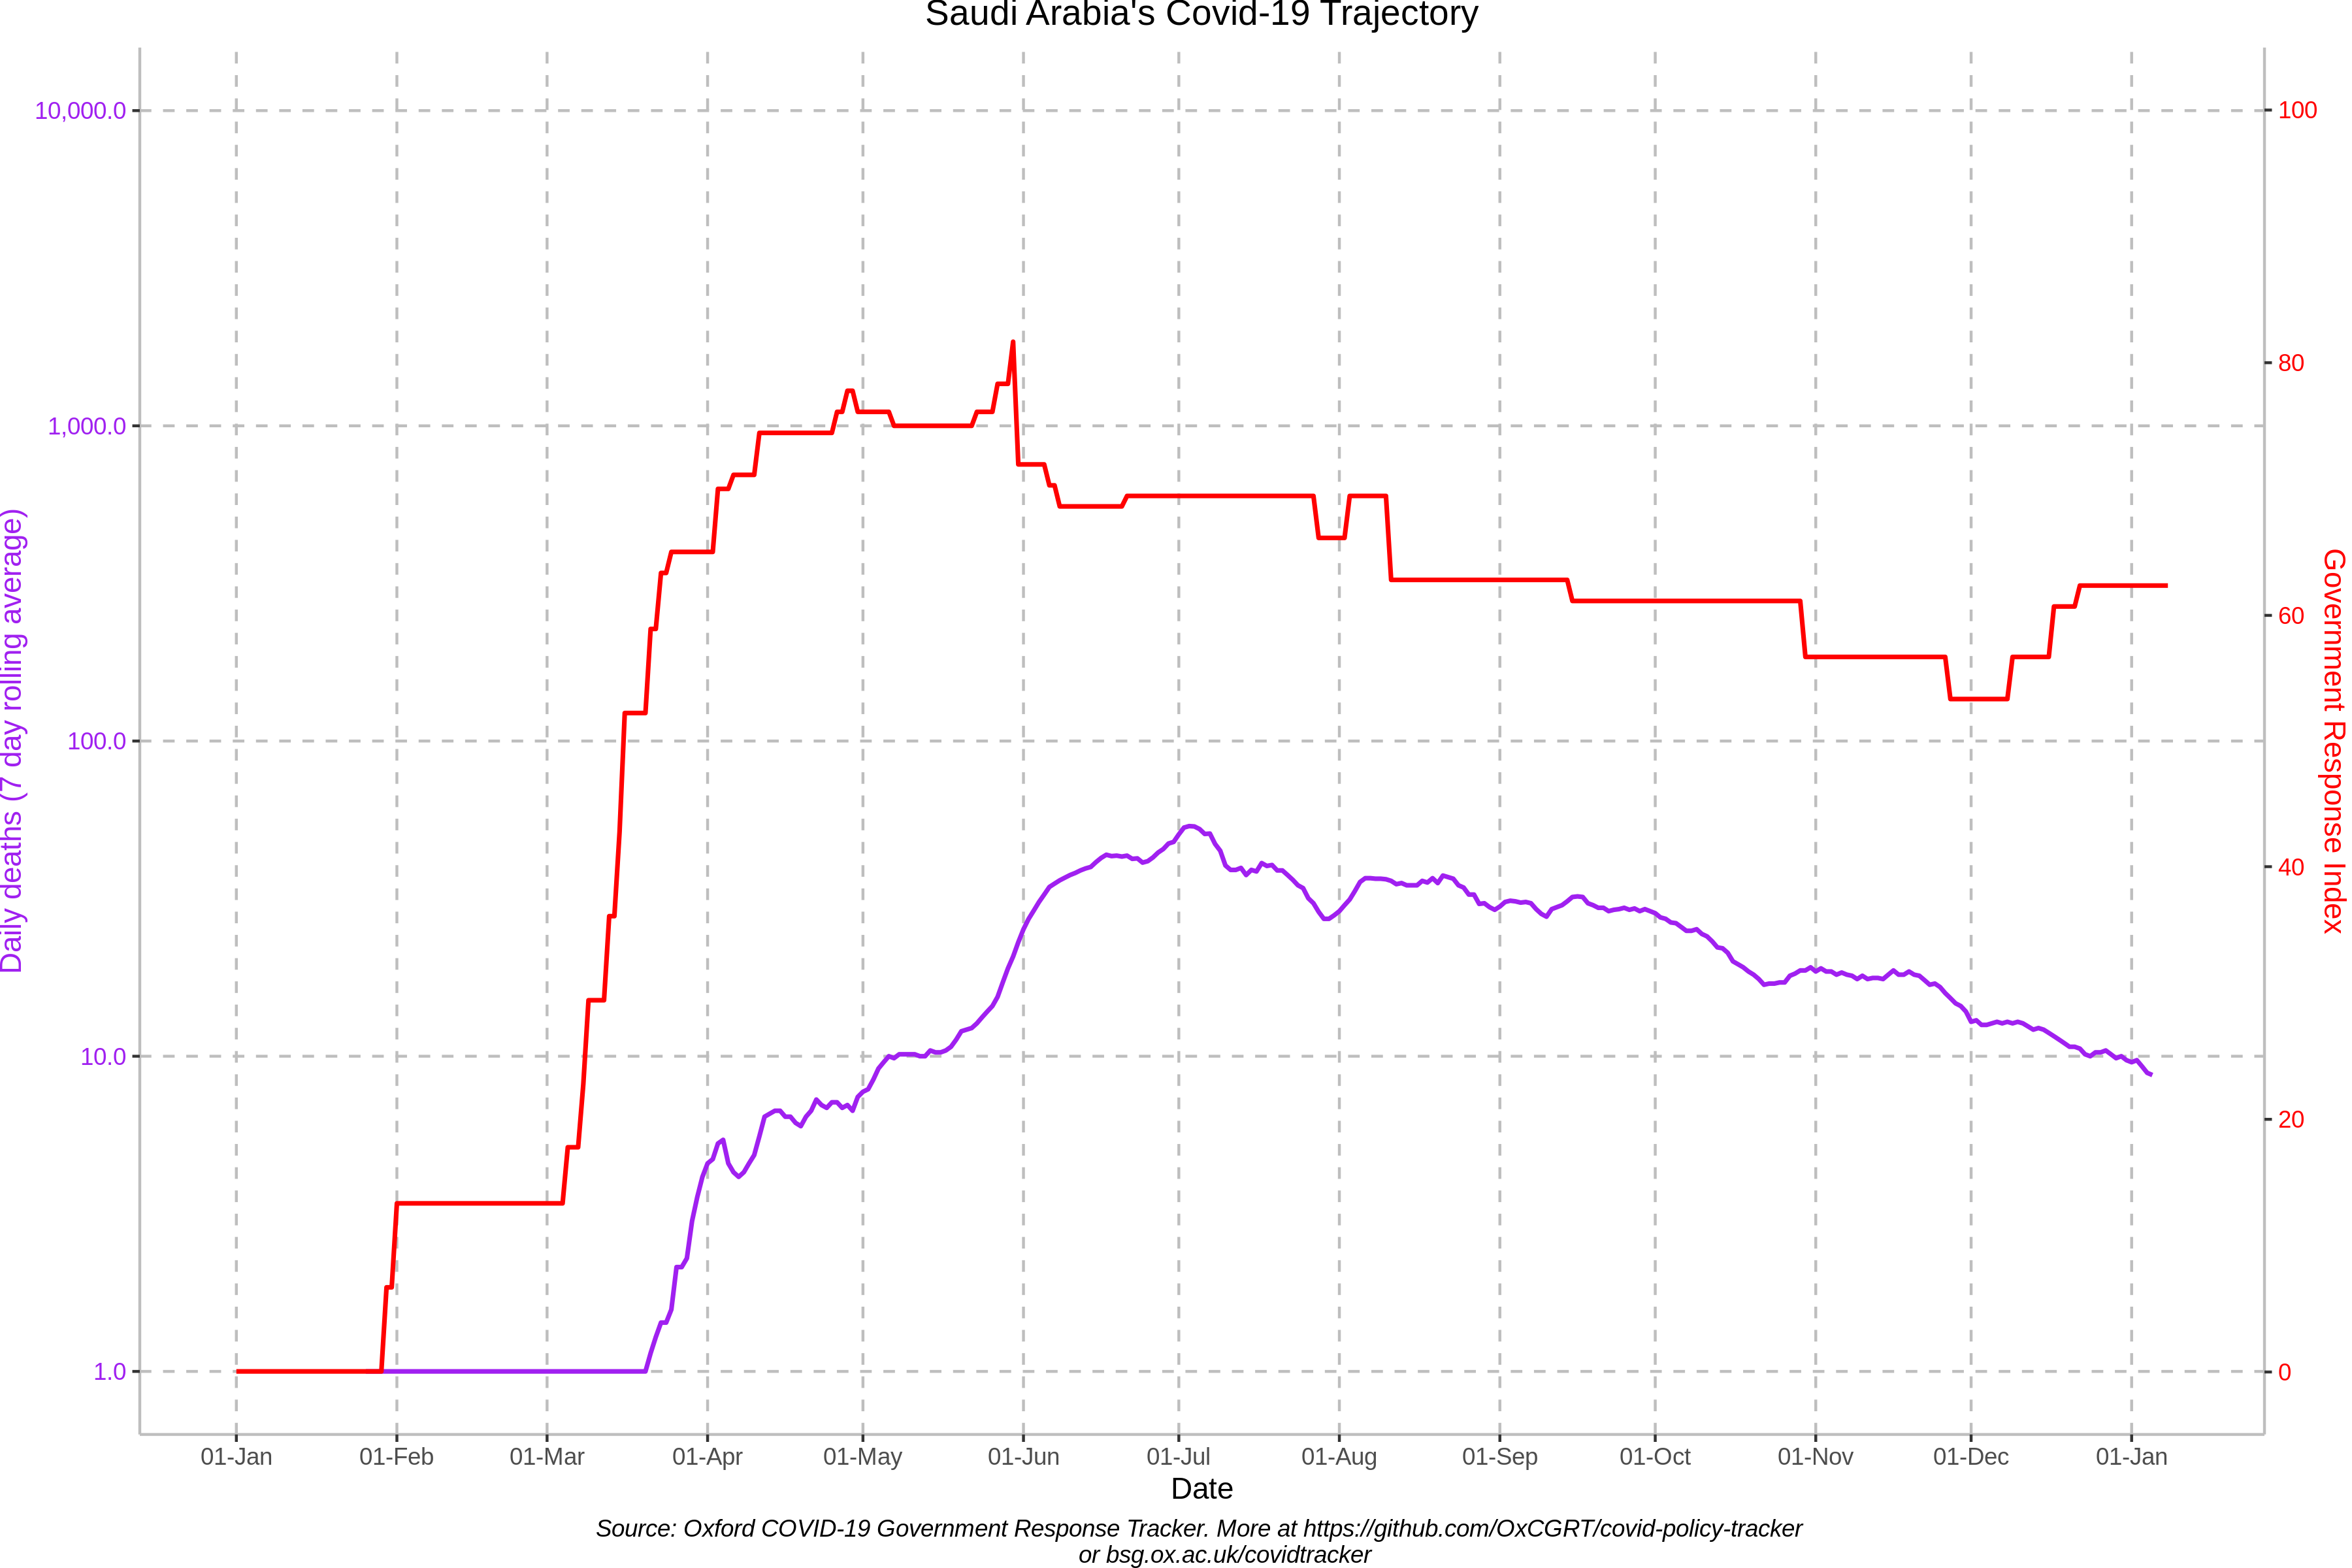 Saudi Arabia's Covid-19 Trajectory
10,000.0
1,000.0
100.0
10.0
1.0
Daily deaths (7 day rolling average)
100
80
60
40
20
0
Government Response Index
01-Jan 01-Feb 01-Mar 01-Apr 01-May 01-Jun 01-Jul 01-Aug 01-Sep 01-Oct 01-Nov 01-Dec 01-Jan
Date
Source: Oxford COVID-19 Government Response Tracker. More at https://github.com/OxCGRT/covid-policy-tracker
or bsg.ox.ac.uk/covidtracker